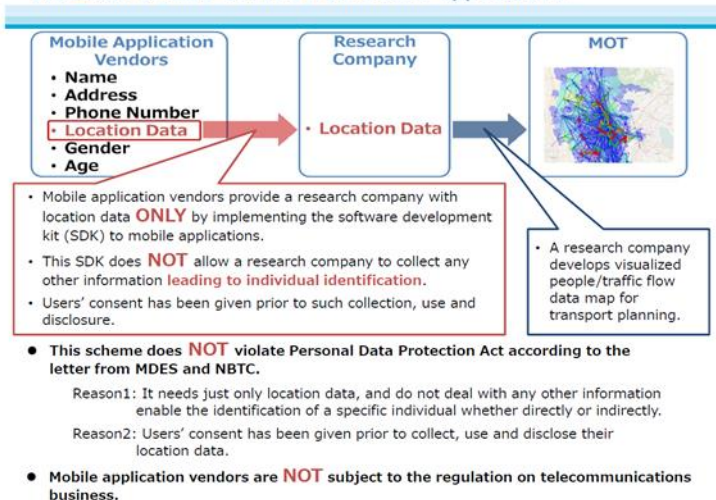 Mobile Application
Vendors
• Name
• Address
• Phone Number
• Location Data
• Gender
• Age
Research
Company
• Location Data
MOT
• Mobile application vendors provide a research company with
location data ONLY by implementing the software development
kit (SDK) to mobile applications.
• This SDK does NOT allow a research company to collect any
other information leading to individual identification.
• Users' consent has been given prior to such collection, use and
disclosure.
• A research company
develops visualized
people/traffic flow
data map for
transport planning.
● This scheme does NOT violate Personal Data Protection Act according to the
letter from MDES and NBTC.
Reason1: It needs just only location data, and do not deal with any other information
enable the identification of a specific individual whether directly or indirectly.
Reason2: Users' consent has been given prior to collect, use and disclose their
location data.
● Mobile application vendors are NOT subject to the regulation on telecommunications
business.